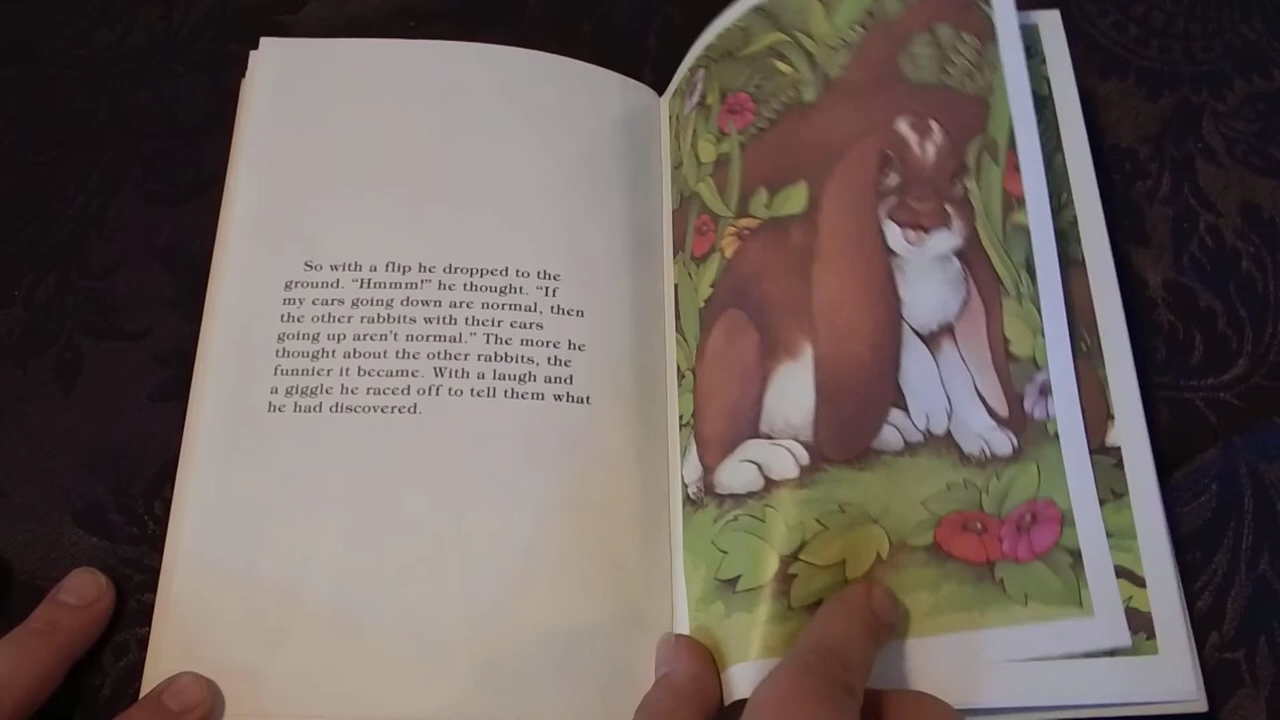 So with a flip he dropped to the
ground. "Hmmm!" he thought. "If
my ears going down are normal, then
the other rabbits with their ears
going up aren't normal." The more he
thought about the other rabbits, the
funnier it became. With a laugh and
a giggle he raced off to tell them what
he had discovered.